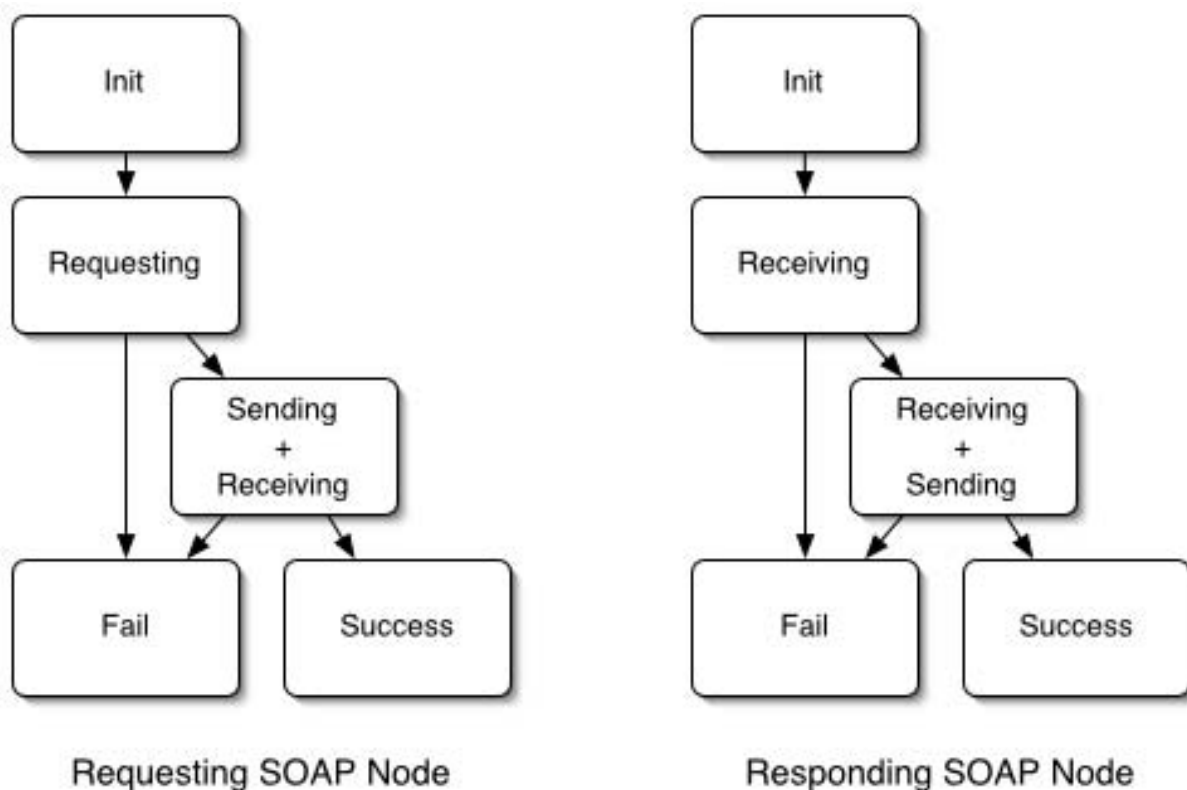 Init
Requesting
Sending
+
Receiving
Fail
Success
Requesting SOAP Node
Init
Receiving
Receiving
+
Sending
Fail
Success
Responding SOAP Node